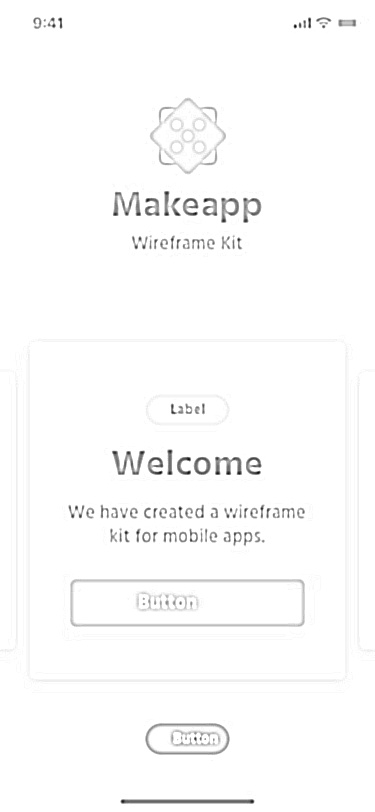 9:41
Makeapp
Wireframe Kit
Label
Welcome
We have created a wireframe
kit for mobile apps.
Button
Button